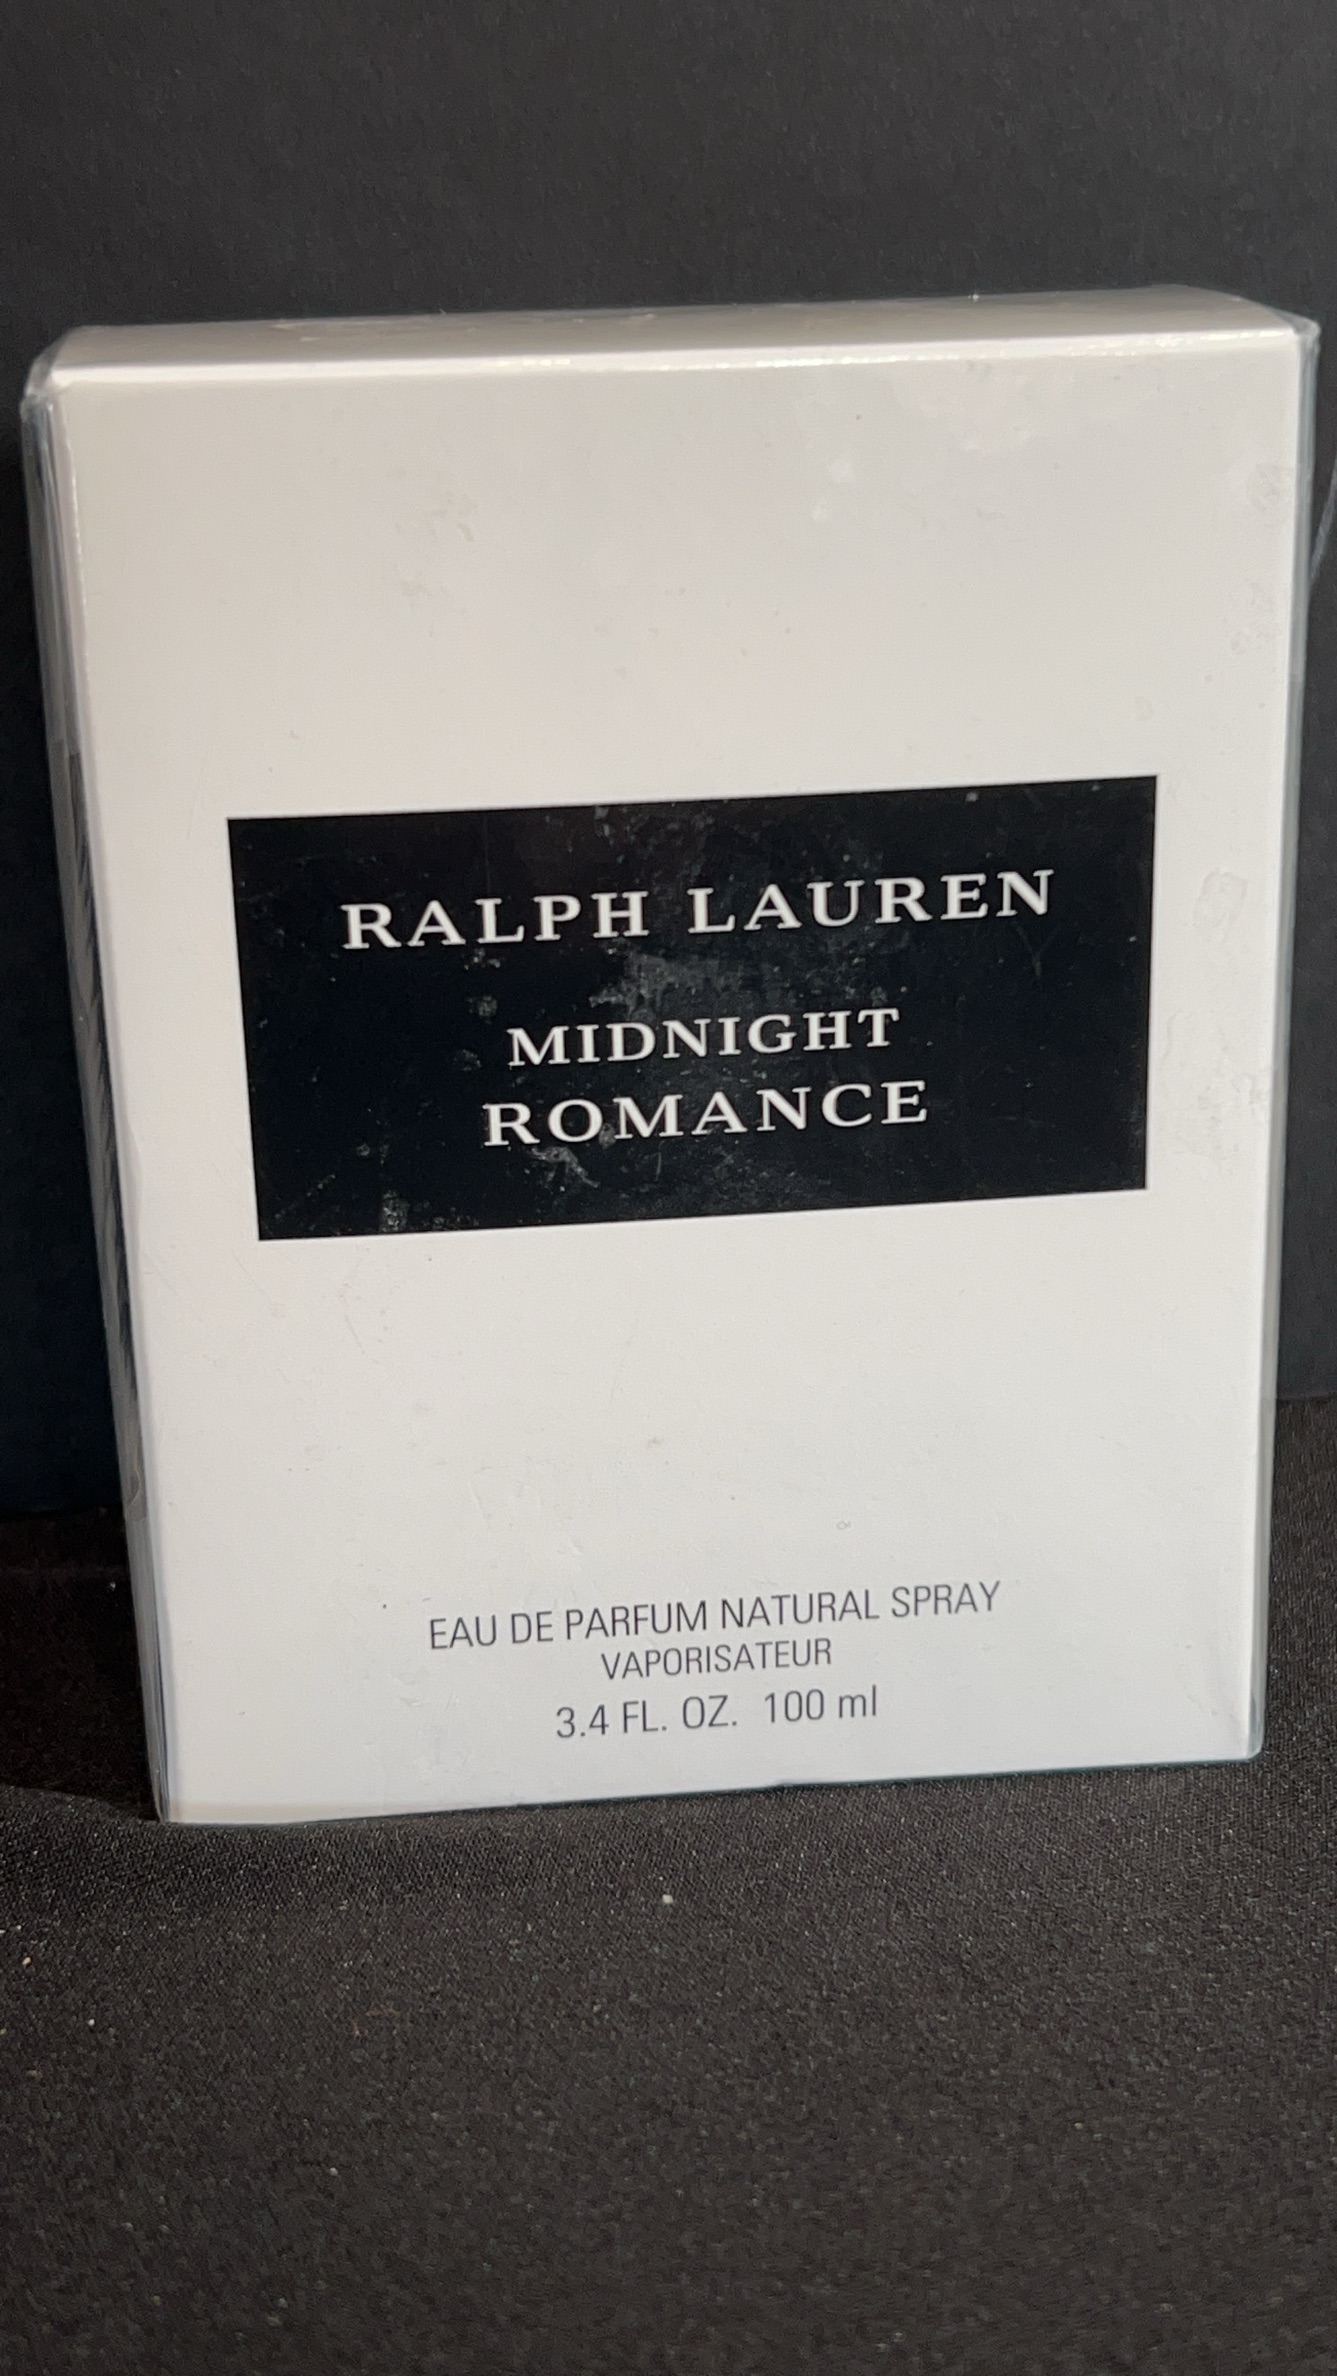 RALPH LAUREN
MIDNIGHT
ROMANCE
EAU DE PARFUM NATURAL SPRAY
VAPORISATEUR
3.4 FL. OZ. 100 ml